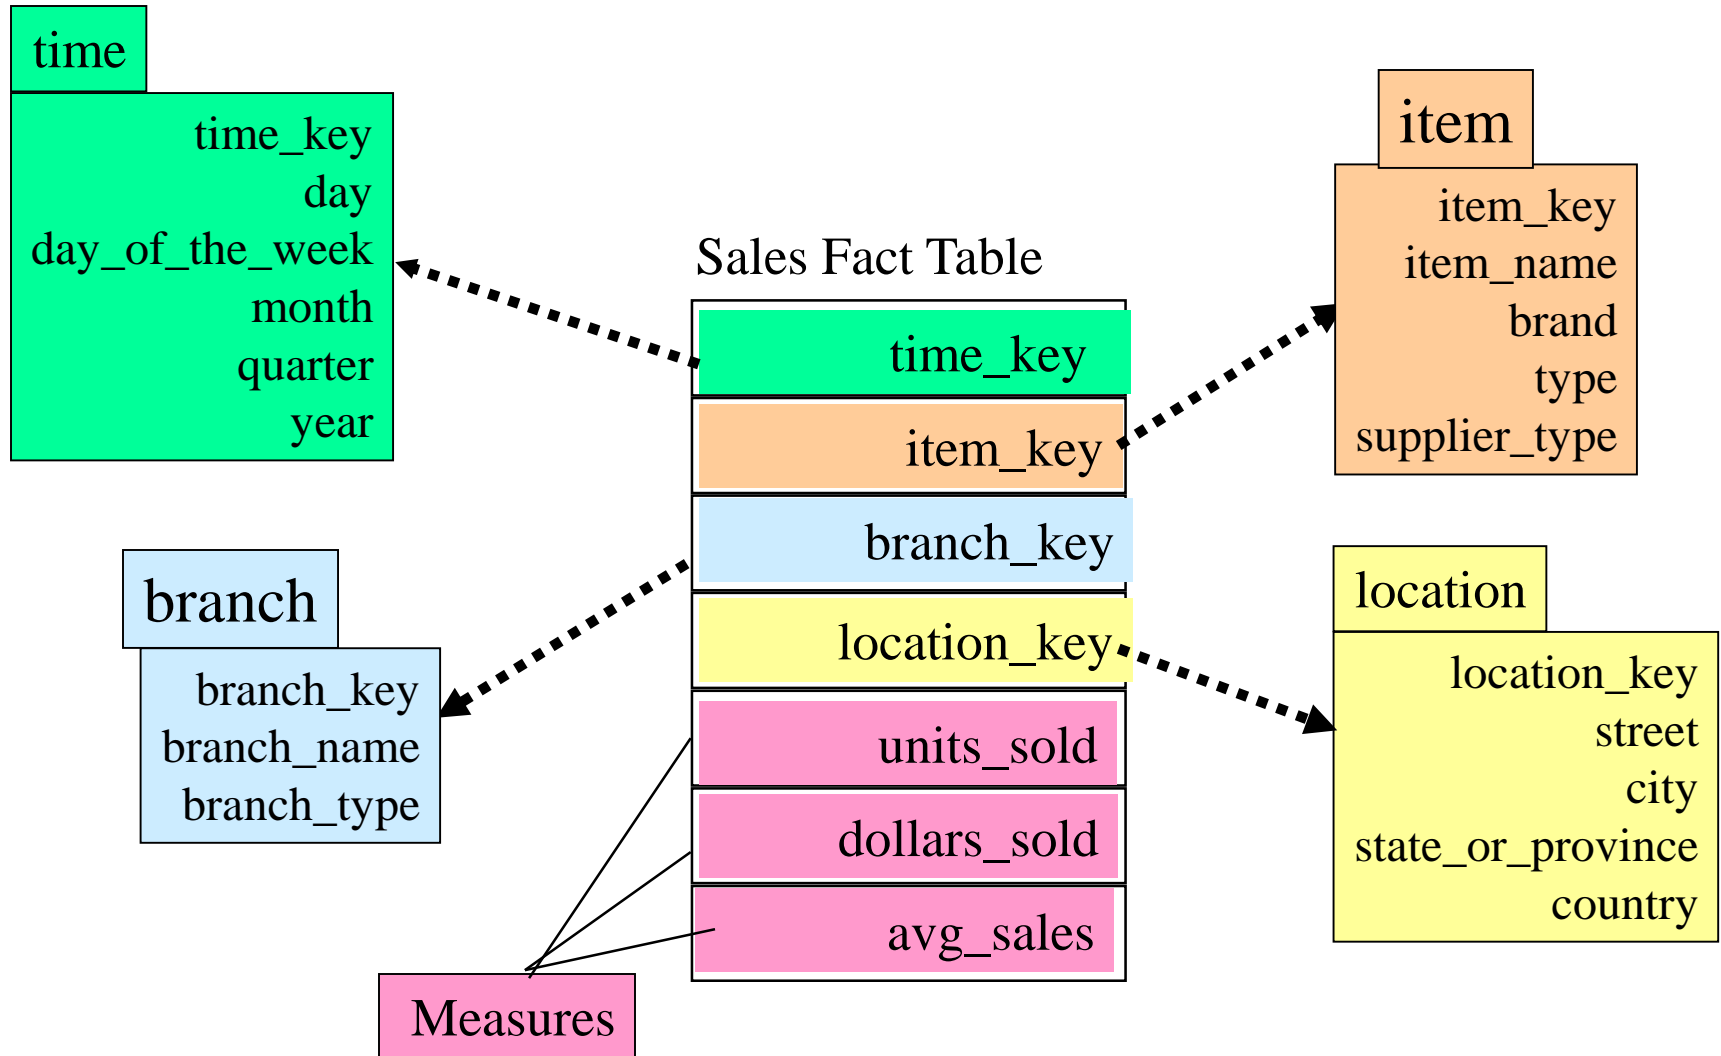 time
time_key
day
day_of_the_week
month
quarter
year
item
item_key
item_name
brand
type
supplier_type
Sales Fact Table
time_key
item_key
branch_key
location_key
units_sold
dollars_sold
avg_sales
branch
branch_key
branch_name
branch_type
location
location_key
street
city
state_or_province
country
Measures